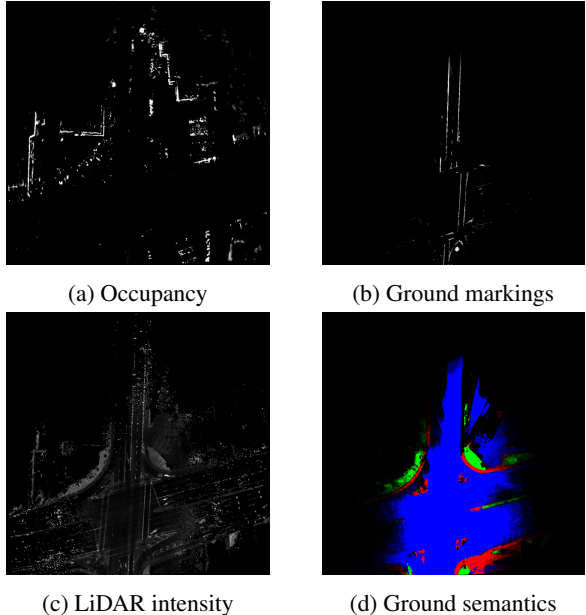 (a) Occupancy
(b) Ground markings
(c) LiDAR intensity
(d) Ground semantics